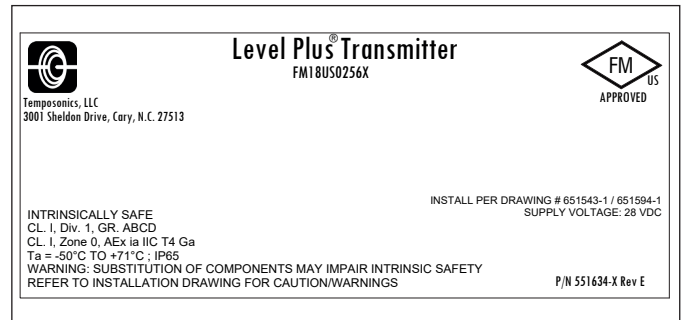 Level Plus® Transmitter
FM18US0256X
FM
US
APPROVED
Temposonics, LLC
3001 Sheldon Drive, Cary, N.C. 27513
INSTALL PER DRAWING # 651543-1 / 651594-1
SUPPLY VOLTAGE: 28 VDC
INTRINSICALLY SAFE
CL. I, Div. 1, GR. ABCD
CL. I, Zone 0, AEx ia IIC T4 Ga
Ta = -50°C TO +71°C ; IP65
WARNING: SUBSTITUTION OF COMPONENTS MAY IMPAIR INTRINSIC SAFETY
REFER TO INSTALLATION DRAWING FOR CAUTION/WARNINGS
P/N 551634-X Rev E